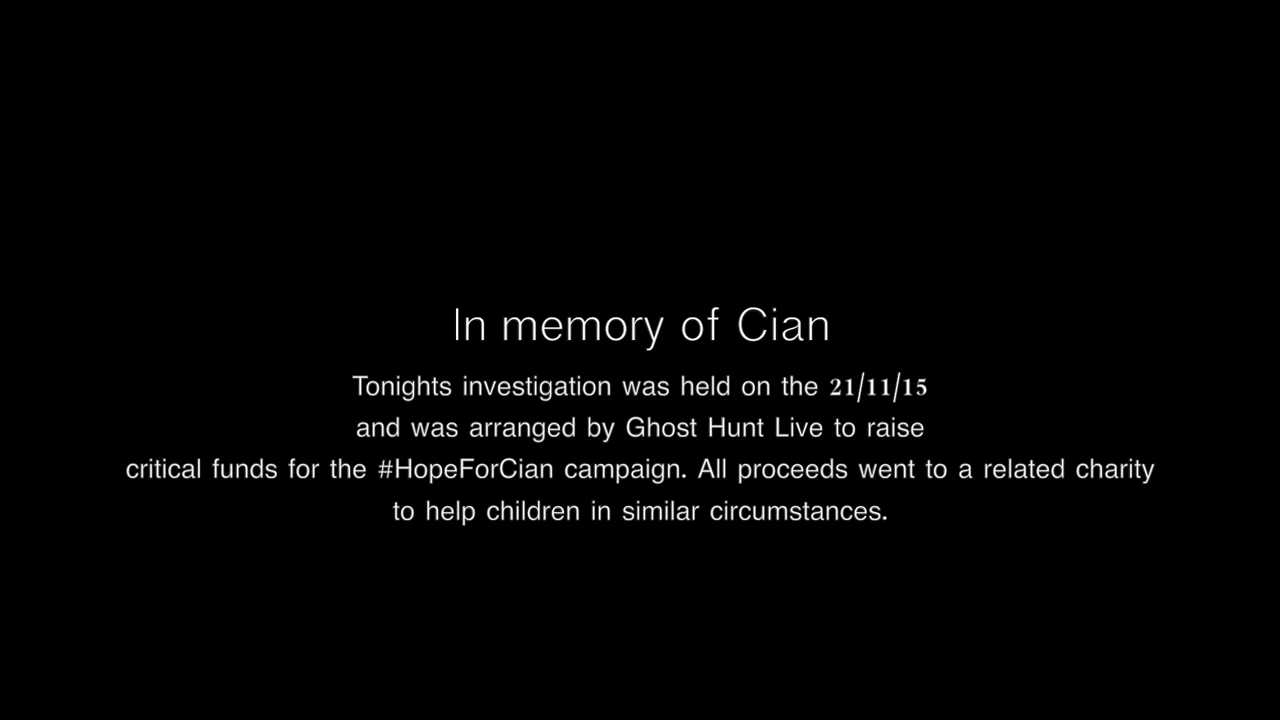 In memory of Cian
Tonights investigation was held on the 21/11/15
and was arranged by Ghost Hunt Live to raise
critical funds for the #HopeForCian campaign. All proceeds went to a related charity
to help children in similar circumstances.